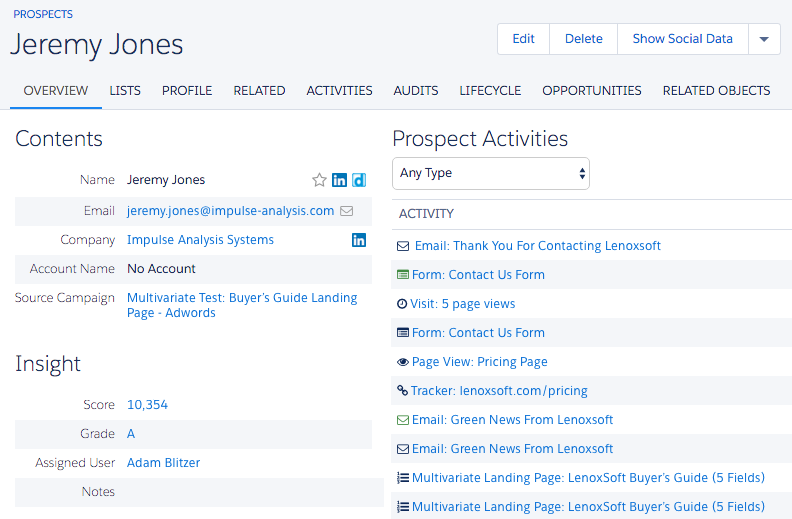 PROSPECTS
Jeremy Jones
Edit
Delete
Show Social Data
OVERVIEW
LISTS
PROFILE
RELATED
ACTIVITIES
AUDITS
LIFECYCLE
OPPORTUNITIES
RELATED OBJECTS
Contents
Name Jeremy Jones
Email jeremy.jones@impulse-analysis.com
Company Impulse Analysis Systems
Account Name No Account
Source Campaign Multivariate Test: Buyer's Guide Landing
Page - Adwords
Insight
Score 10,354
Grade A
Assigned User Adam Blitzer
Notes
Prospect Activities
Any Type
ACTIVITY
Email: Thank You For Contacting Lenoxsoft
Form: Contact Us Form
Visit: 5 page views
Form: Contact Us Form
Page View: Pricing Page
Tracker: lenoxsoft.com/pricing
Email: Green News From Lenoxsoft
Email: Green News From Lenoxsoft
Multivariate Landing Page: LenoxSoft Buyer's Guide (5 Fields)
Multivariate Landing Page: LenoxSoft Buyer's Guide (5 Fields)